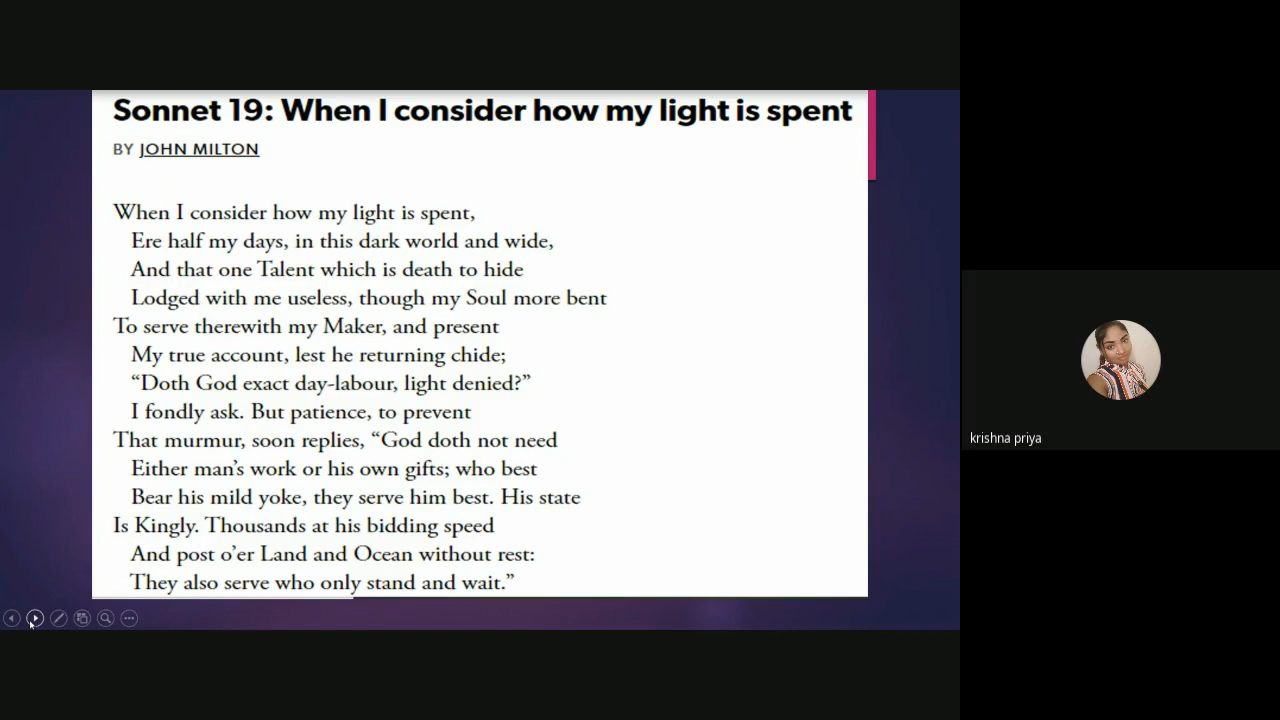 Sonnet 19: When I consider how my light is spent
BY JOHN MILTON
When I consider how my light is spent,
Ere half my days, in this dark world and wide,
And that one Talent which is death to hide
Lodged with me useless, though my Soul more bent
To serve therewith my Maker, and present
My true account, lest he returning chide;
“Doth God exact day-labour, light denied?”
I fondly ask. But patience, to prevent
That murmur, soon replies, “God doth not need
Either man’s work or his own gifts; who best
Bear his mild yoke, they serve him best. His state
Is Kingly. Thousands at his bidding speed
And post o’er Land and Ocean without rest:
They also serve who only stand and wait.”
krishna priya